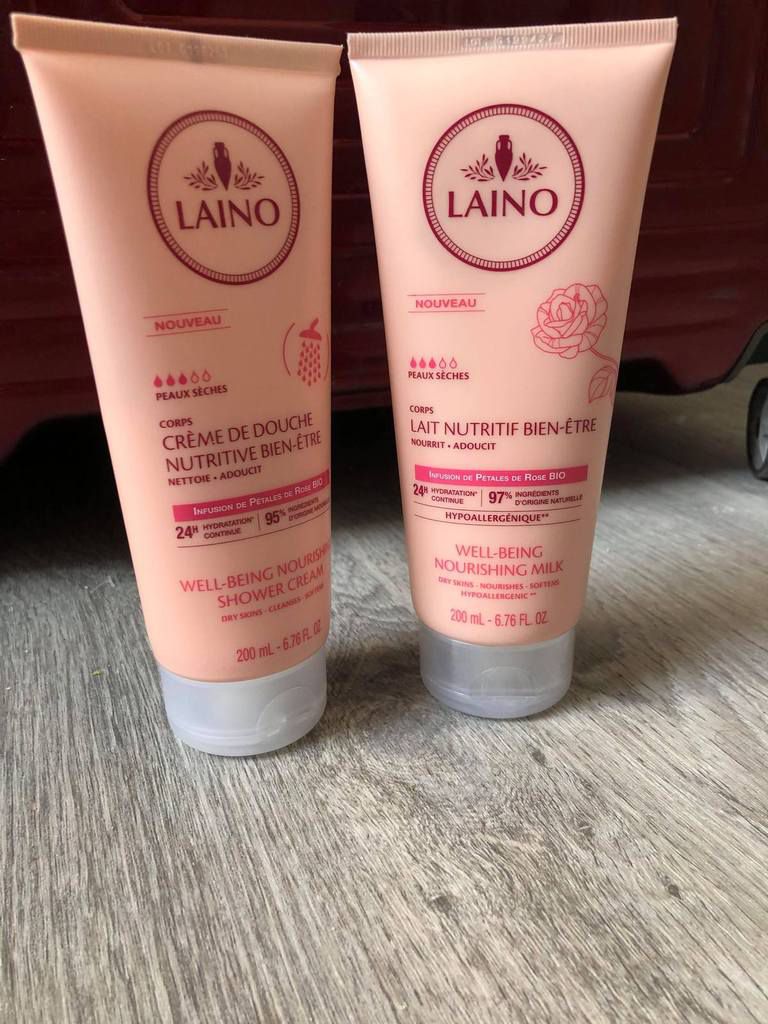 LAINO
NOUVEAU
PEAUX SÈCHES
CORPS
CRÈME DE DOUCHE
NUTRITIVE BIEN-ÊTRE
NETTOIE • ADOUCIT
INFUSION DE PÉTALES DE ROSE BIO
24H HYDRATATION* CONTINUE | 95% INGRÉDIENTS
WELL-BEING
SHOWER CREAM
DRY SKINS - CLEANSES -
200 mL - 6.76 FL. OZ.
LAINO
NOUVEAU
PEAUX SÈCHES
CORPS
LAIT NUTRITIF BIEN-ÊTRE
NOURRIT • ADOUCIT
INFUSION DE PÉTALES DE ROSE BIO
24H HYDRATATION* CONTINUE | 97% INGRÉDIENTS D'ORIGINE NATURELLE
HYPOALLERGÉNIQUE**
WELL-BEING
NOURISHING MILK
DRY SKINS - NOURISHES - SOFTENS
HYPOALLERGENIC **
200 mL - 6.76 FL. OZ.